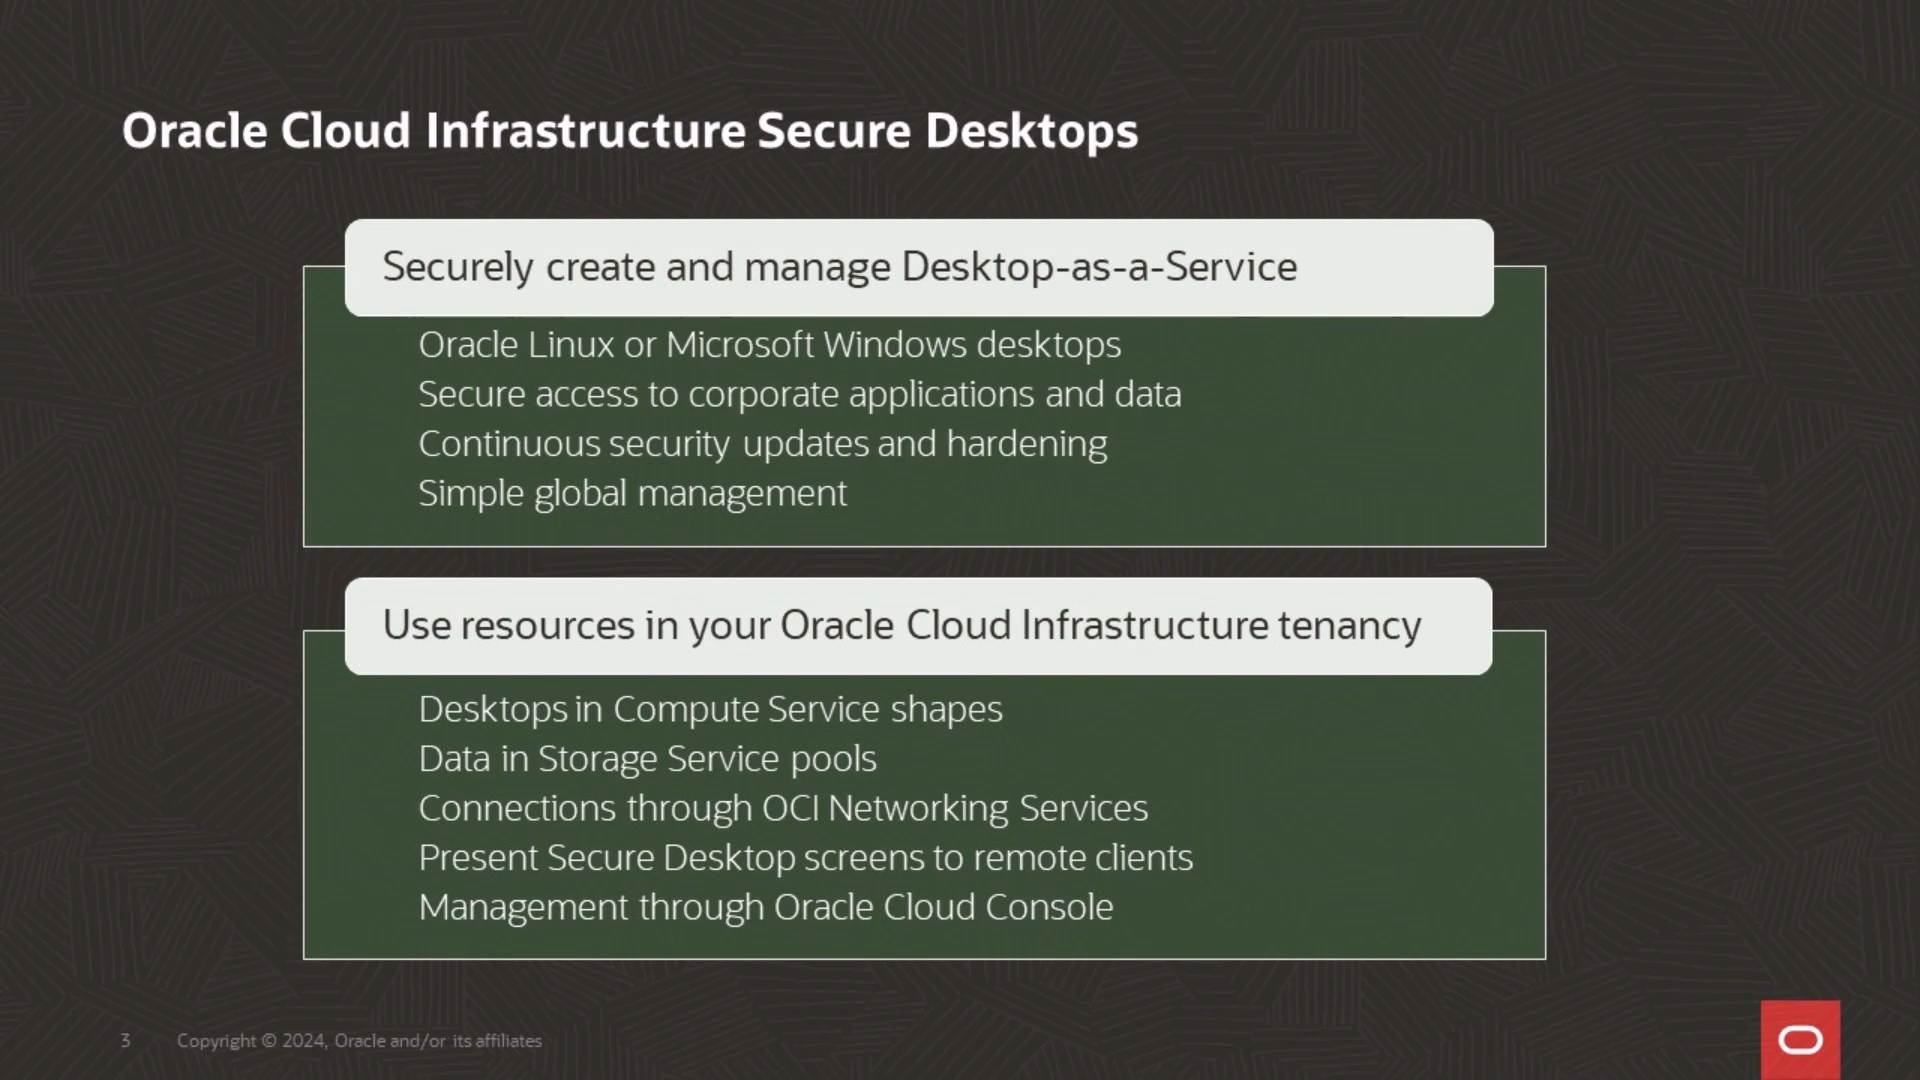 Oracle Cloud Infrastructure Secure Desktops
Securely create and manage Desktop-as-a-Service
Oracle Linux or Microsoft Windows desktops
Secure access to corporate applications and data
Continuous security updates and hardening
Simple global management
Use resources in your Oracle Cloud Infrastructure tenancy
Desktops in Compute Service shapes
Data in Storage Service pools
Connections through OCI Networking Services
Present Secure Desktop screens to remote clients
Management through Oracle Cloud Console
3 Copyright © 2024, Oracle and/or its affiliates